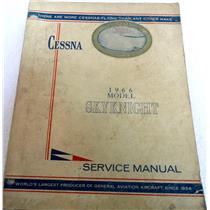 THERE ARE MORE CESSNAS FLYING THAN ANY OTHER MAKE
CESSNA
1966
MODEL
SKYKNIGHT
SERVICE MANUAL
WORLD'S LARGEST PRODUCER OF GENERAL AVIATION AIRCRAFT SINCE 1956